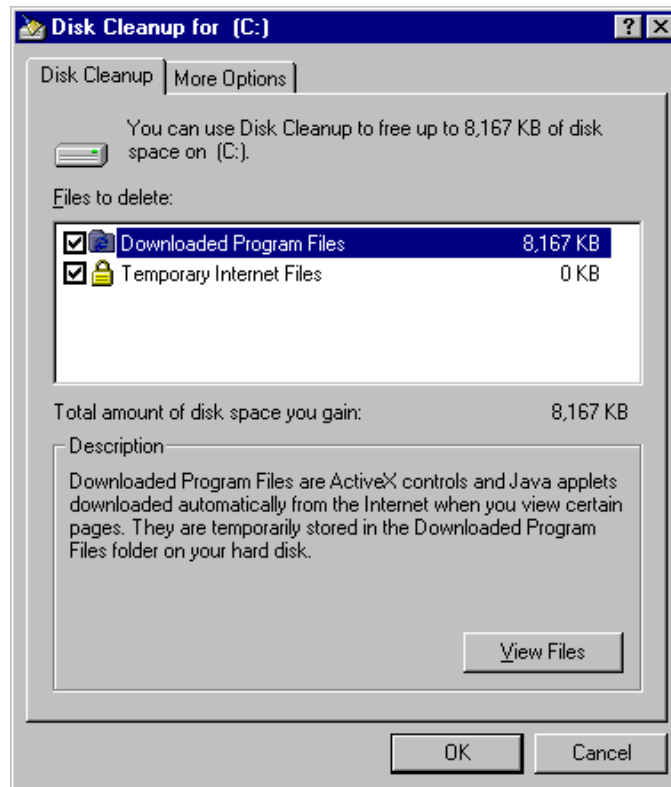 Disk Cleanup for (C:)
Disk Cleanup
More Options
You can use Disk Cleanup to free up to 8,167 KB of disk
space on (C:).
Files to delete:
Downloaded Program Files 8,167 KB
Temporary Internet Files 0 KB
Total amount of disk space you gain: 8,167 KB
Description
Downloaded Program Files are ActiveX controls and Java applets
downloaded automatically from the Internet when you view certain
pages. They are temporarily stored in the Downloaded Program
Files folder on your hard disk.
View Files
OK
Cancel